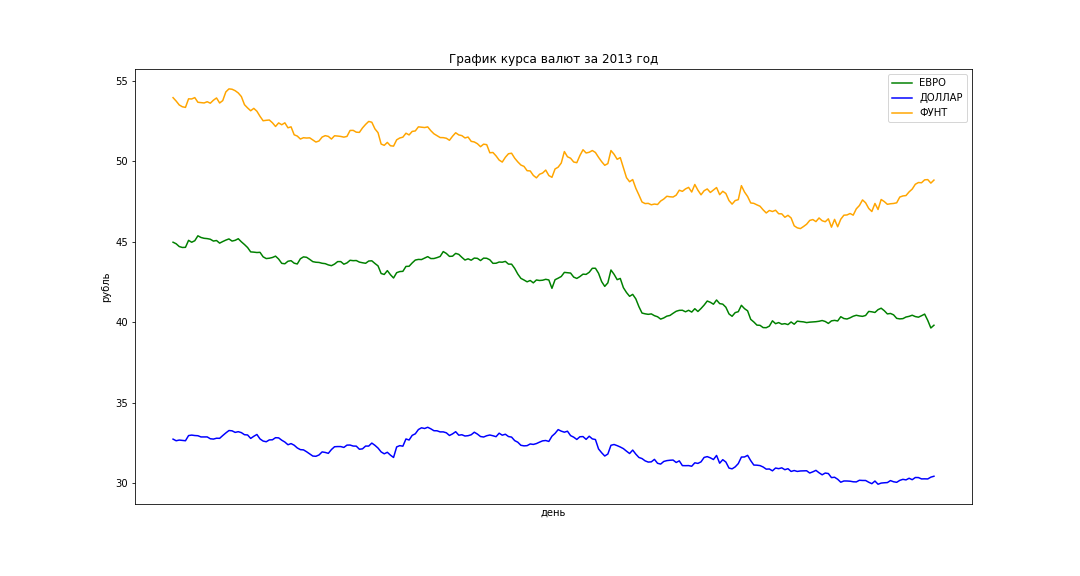 График курса валют за 2013 год
ЕВРО
ДОЛЛАР
ФУНТ
55
50
45
40
35
30
рубль
день